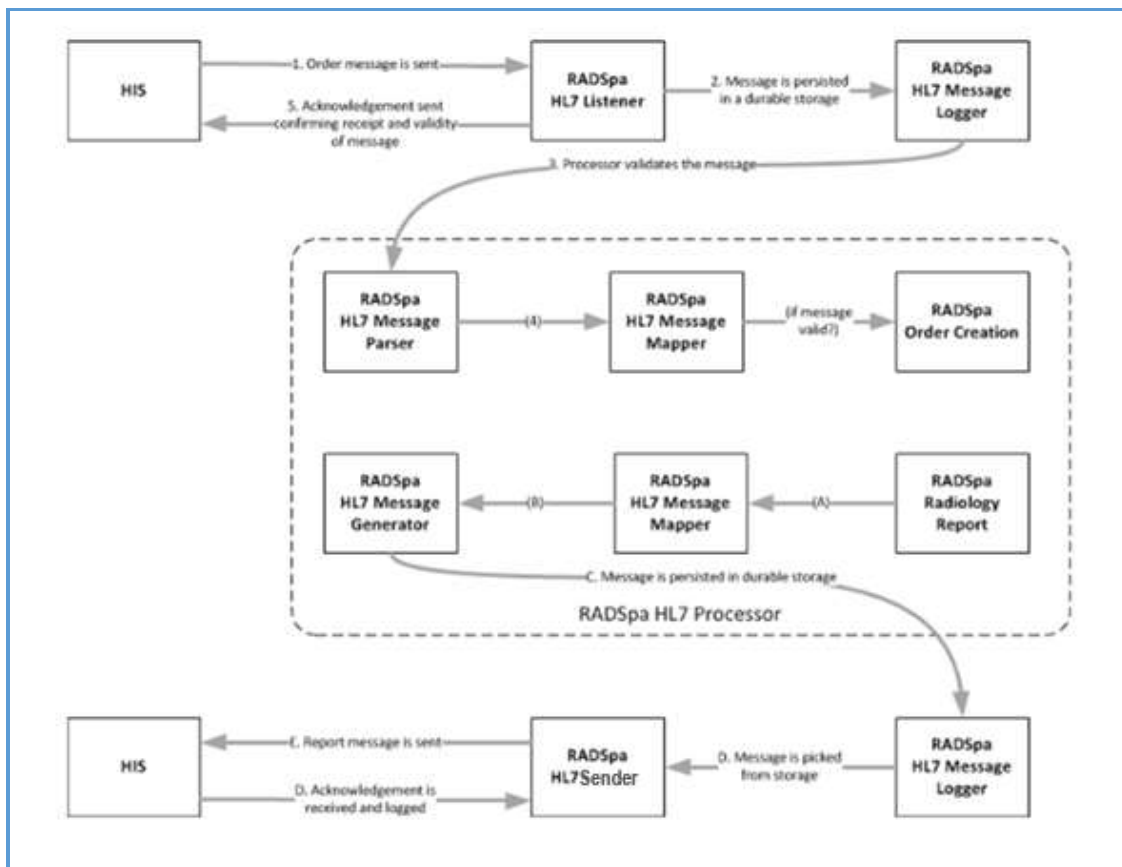 HIS
1. Order message is sent
5. Acknowledgement sent
confirming receipt and validity
of message
RADSpa
HL7 Listener
2. Message is persisted
in a durable storage
RADSpa
HL7 Message
Logger
3. Processor validates the message
RADSpa
HL7 Message
Parser
(4)
RADSpa
HL7 Message
Mapper
(if message
valid?)
RADSpa
Order Creation
RADSpa
HL7 Message
Generator
(B)
RADSpa
HL7 Message
Mapper
(A)
RADSpa
Radiology
Report
C. Message is persisted in durable storage
RADSpa HL7 Processor
HIS
E. Report message is sent
D. Acknowledgement is
received and logged
RADSpa
HL7Sender
D. Message is picked
from storage
RADSpa
HL7 Message
Logger